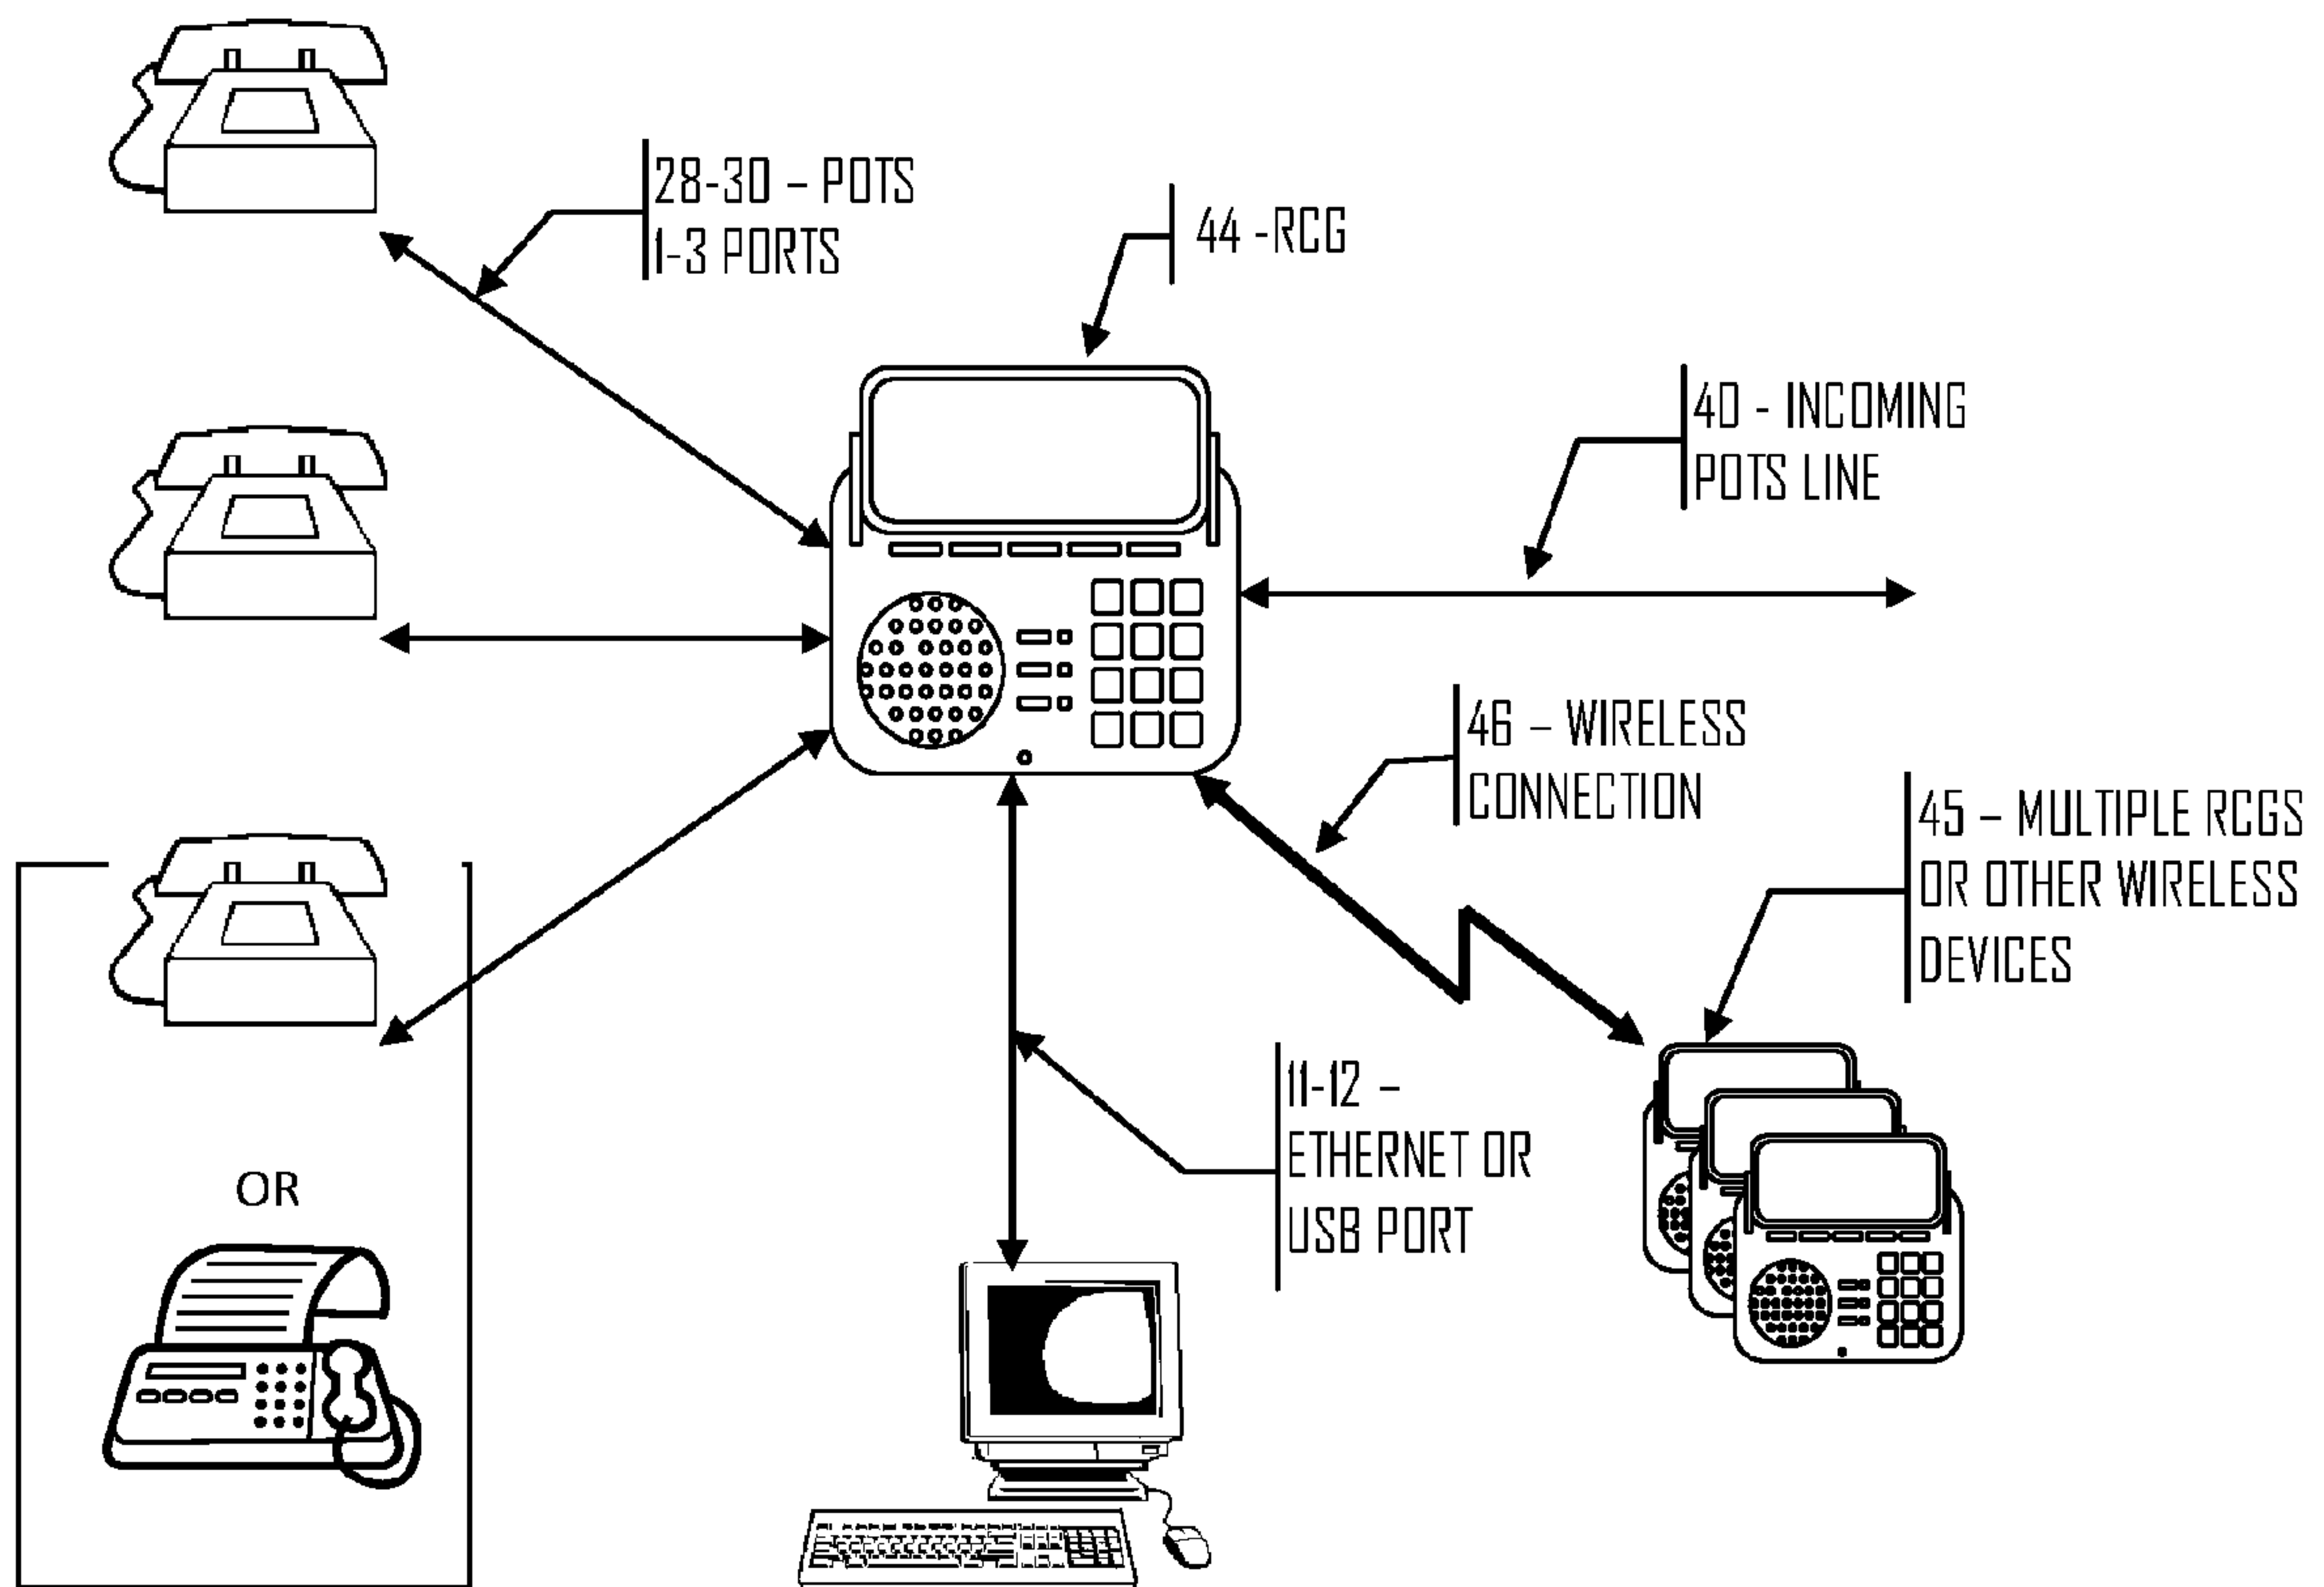 28-30 – POTS
1-3 PORTS
44 -RCG
40 - INCOMING
POTS LINE
46 – WIRELESS
CONNECTION
45 – MULTIPLE RCGS
OR OTHER WIRELESS
DEVICES
11-12 –
ETHERNET OR
USB PORT
OR